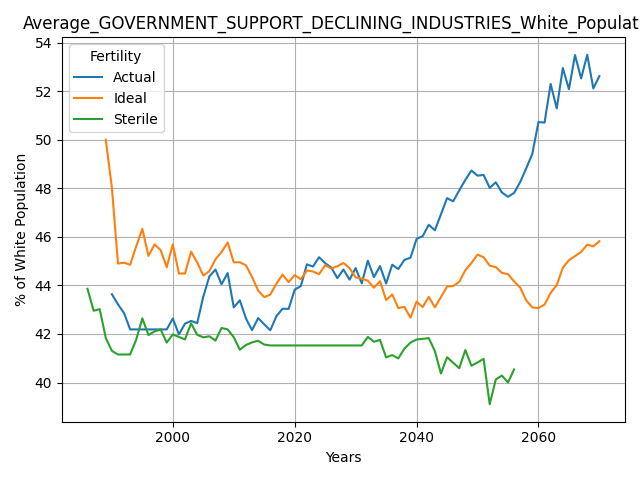 Average_GOVERNMENT_SUPPORT_DECLINING_INDUSTRIES_White_Populat
Fertility
Actual
Ideal
Sterile
% of White Population
54
52
50
48
46
44
42
40
2000
2020
2040
2060
Years